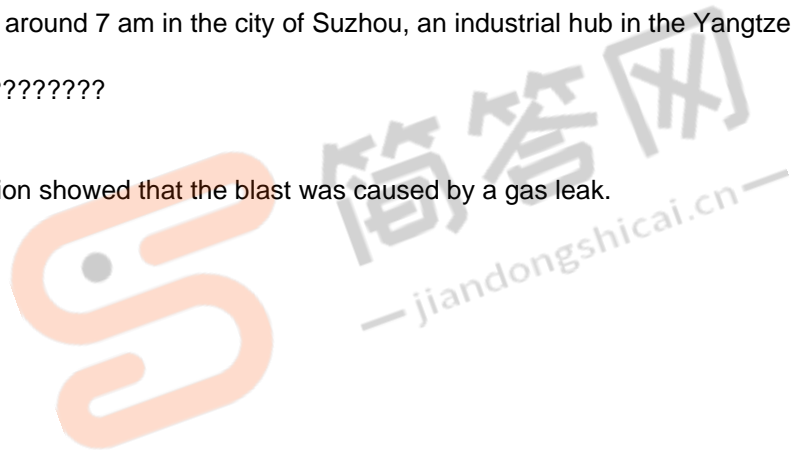 around 7 am in the city of Suzhou, an industrial hub in the Yangtze
????????
ion showed that the blast was caused by a gas leak.
简答网
jiandongshicai.cn